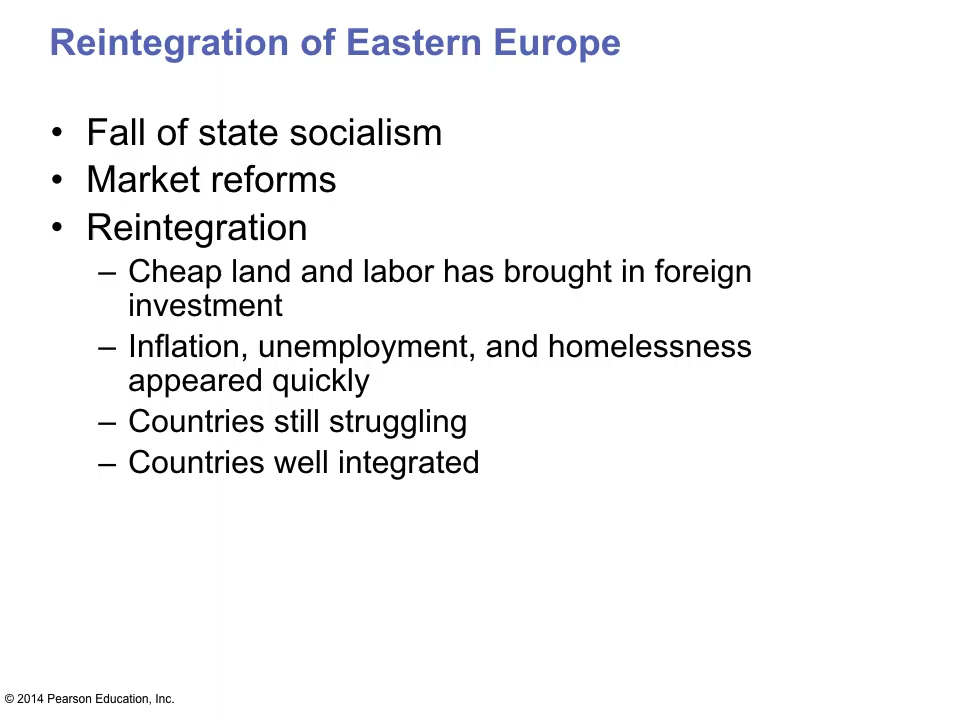 Reintegration of Eastern Europe
• Fall of state socialism
• Market reforms
• Reintegration
– Cheap land and labor has brought in foreign
investment
– Inflation, unemployment, and homelessness
appeared quickly
– Countries still struggling
– Countries well integrated
© 2014 Pearson Education, Inc.